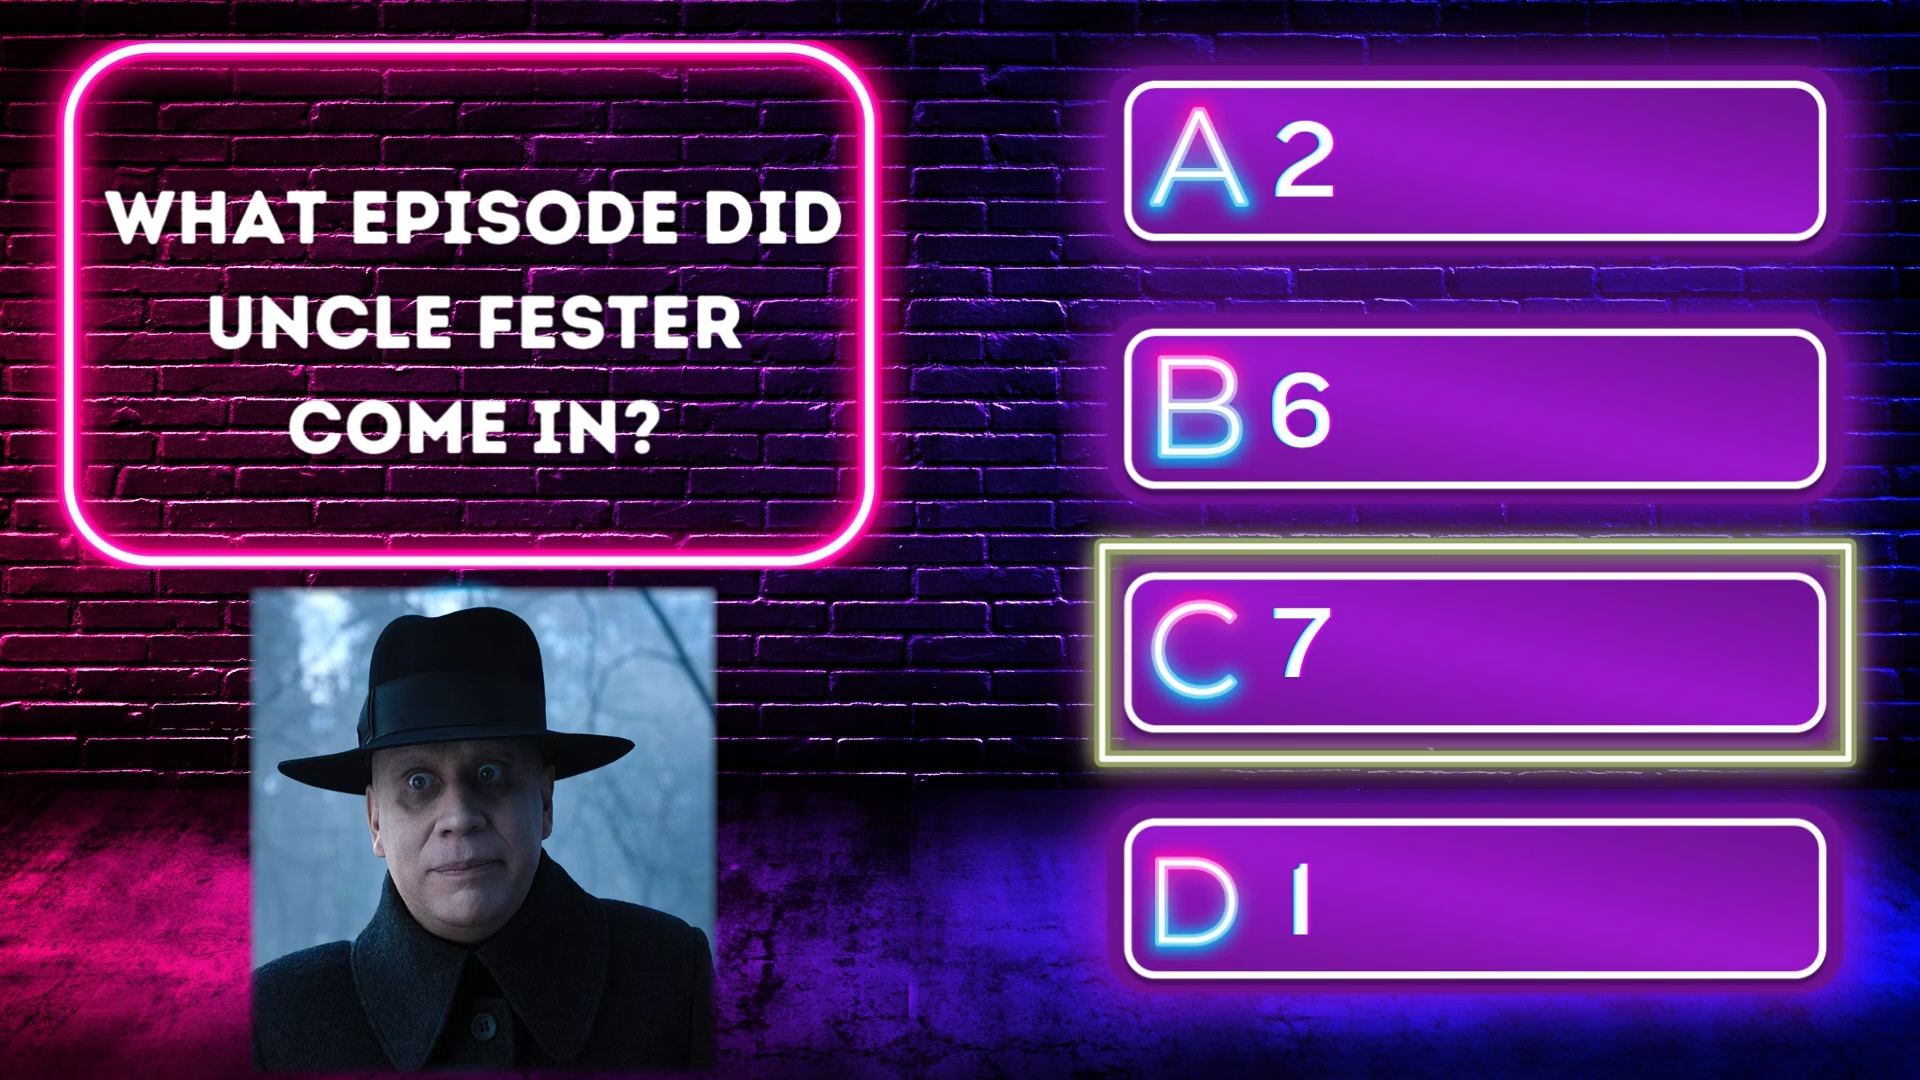 WHAT EPISODE DID
UNCLE FESTER
COME IN?
A 2
B 6
C 7
D 1